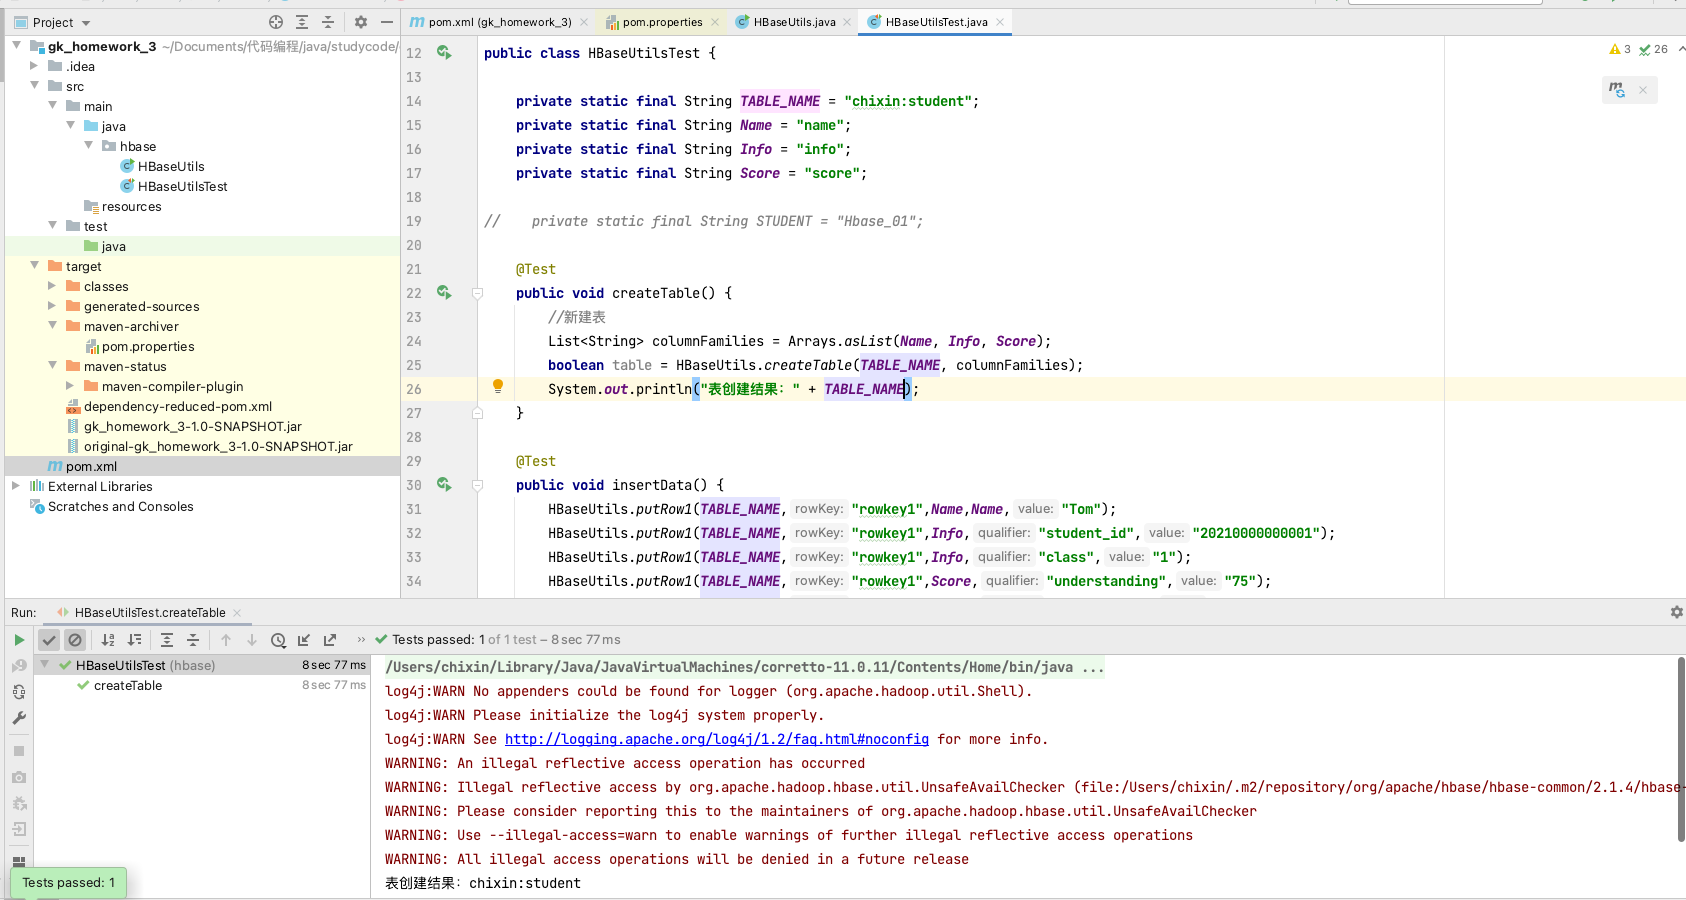 Project
pom.xml (gk_homework_3)
pom.properties
HBaseUtils.java
HBaseUtilsTest.java
gk_homework_3 ~/Documents/代码编程/java/studycode/
.idea
src
main
java
hbase
HBaseUtils
HBaseUtilsTest
resources
test
java
target
classes
generated-sources
maven-archiver
pom.properties
maven-status
maven-compiler-plugin
dependency-reduced-pom.xml
gk_homework_3-1.0-SNAPSHOT.jar
original-gk_homework_3-1.0-SNAPSHOT.jar
pom.xml
External Libraries
Scratches and Consoles
3 26
12 public class HBaseUtilsTest {
13
14 private static final String TABLE_NAME = "chixin:student";
15 private static final String Name = "name";
16 private static final String Info = "info";
17 private static final String Score = "score";
18
19 // private static final String STUDENT = "Hbase_01";
20
21 @Test
22 public void createTable() {
23 //新建表
24 List<String> columnFamilies = Arrays.asList(Name, Info, Score);
25 boolean table = HBaseUtils.createTable(TABLE_NAME, columnFamilies);
26 System.out.println("表创建结果：" + TABLE_NAME);
27 }
28
29 @Test
30 public void insertData() {
31 HBaseUtils.putRow1(TABLE_NAME, rowKey: "rowkey1",Name,Name, value: "Tom");
32 HBaseUtils.putRow1(TABLE_NAME, rowKey: "rowkey1",Info, qualifier: "student_id", value: "20210000000001");
33 HBaseUtils.putRow1(TABLE_NAME, rowKey: "rowkey1",Info, qualifier: "class", value: "1");
34 HBaseUtils.putRow1(TABLE_NAME, rowKey: "rowkey1",Score, qualifier: "understanding", value: "75");
Run: HBaseUtilsTest.createTable
Tests passed: 1 of 1 test – 8 sec 77 ms
HBaseUtilsTest (hbase) 8 sec 77 ms
createTable 8 sec 77 ms
/Users/chixin/Library/Java/JavaVirtualMachines/corretto-11.0.11/Contents/Home/bin/java ...
log4j:WARN No appenders could be found for logger (org.apache.hadoop.util.Shell).
log4j:WARN Please initialize the log4j system properly.
log4j:WARN See http://logging.apache.org/log4j/1.2/faq.html#noconfig for more info.
WARNING: An illegal reflective access operation has occurred
WARNING: Illegal reflective access by org.apache.hadoop.hbase.util.UnsafeAvailChecker (file:/Users/chixin/.m2/repository/org/apache/hbase/hbase-common/2.1.4/hbase-
WARNING: Please consider reporting this to the maintainers of org.apache.hadoop.hbase.util.UnsafeAvailChecker
WARNING: Use --illegal-access=warn to enable warnings of further illegal reflective access operations
WARNING: All illegal access operations will be denied in a future release
表创建结果：chixin:student
Tests passed: 1